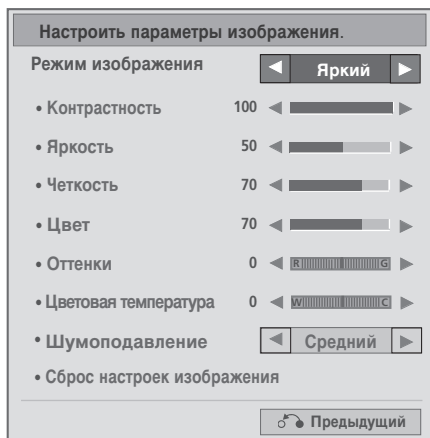 Настроить параметры изображения.
Режим изображения ◀ Яркий ▶
• Контрастность 100 ◀ ▶
• Яркость 50 ◀ ▶
• Четкость 70 ◀ ▶
• Цвет 70 ◀ ▶
• Оттенки 0 ◀ R G ▶
• Цветовая температура 0 ◀ W C ▶
• Шумоподавление ◀ Средний ▶
• Сброс настроек изображения
Предыдущий